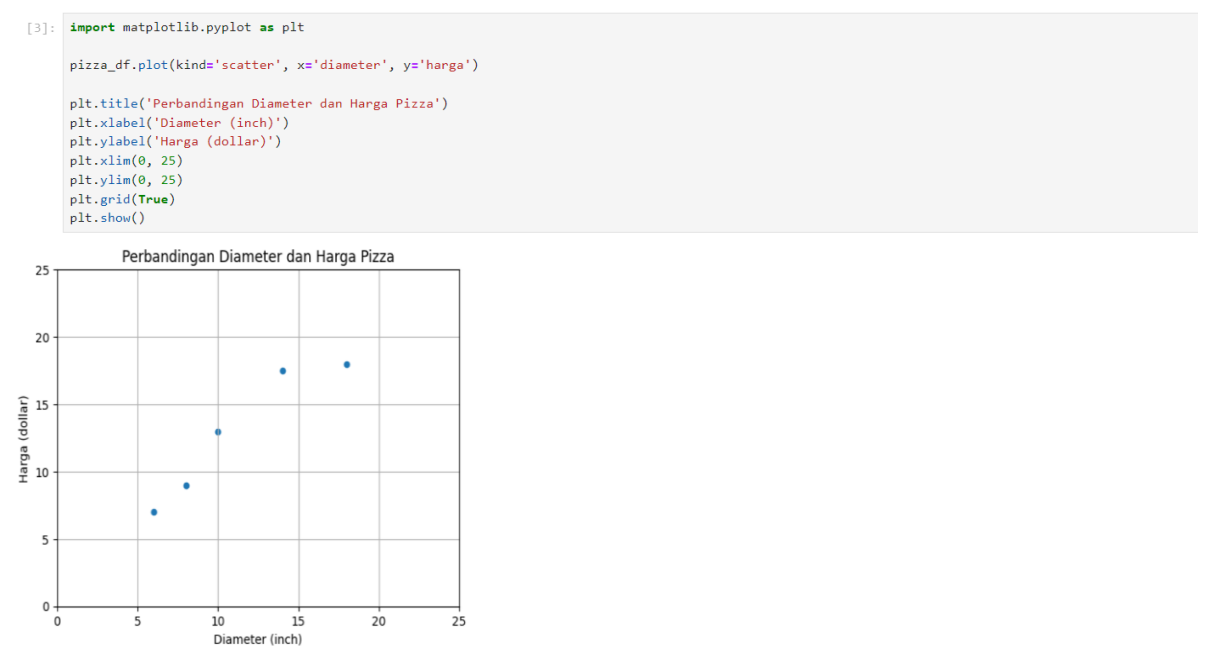 [3]: import matplotlib.pyplot as plt
pizza_df.plot(kind='scatter', x='diameter', y='harga')
plt.title('Perbandingan Diameter dan Harga Pizza')
plt.xlabel('Diameter (inch)')
plt.ylabel('Harga (dollar)')
plt.xlim(0, 25)
plt.ylim(0, 25)
plt.grid(True)
plt.show()
Perbandingan Diameter dan Harga Pizza
25
20
15
10
5
0
Harga (dollar)
0 5 10 15 20 25
Diameter (inch)